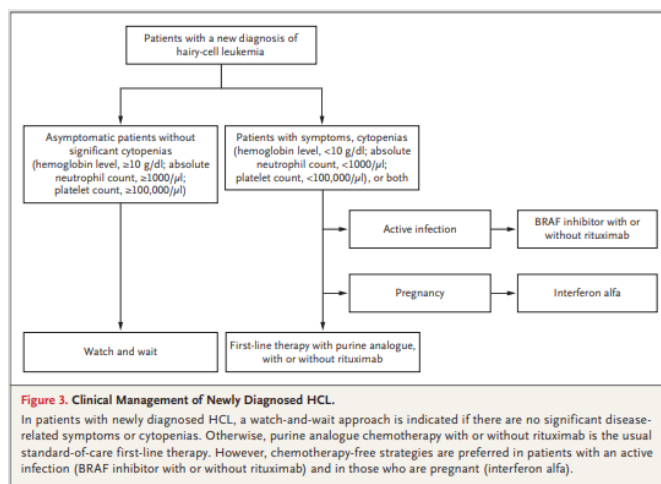 Patients with a new diagnosis of
hairy-cell leukemia
Asymptomatic patients without
significant cytopenias
(hemoglobin level, ≥10 g/dl; absolute
neutrophil count, ≥1000/μl;
platelet count, ≥100,000/μl)
Patients with symptoms, cytopenias
(hemoglobin level, <10 g/dl; absolute
neutrophil count, <1000/μl;
platelet count, <100,000/μl), or both
Active infection
BRAF inhibitor with or
without rituximab
Pregnancy
Interferon alfa
Watch and wait
First-line therapy with purine analogue,
with or without rituximab
Figure 3. Clinical Management of Newly Diagnosed HCL.
In patients with newly diagnosed HCL, a watch-and-wait approach is indicated if there are no significant disease-
related symptoms or cytopenias. Otherwise, purine analogue chemotherapy with or without rituximab is the usual
standard-of-care first-line therapy. However, chemotherapy-free strategies are preferred in patients with an active
infection (BRAF inhibitor with or without rituximab) and in those who are pregnant (interferon alfa).